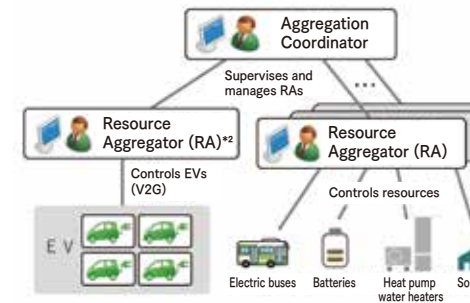 Aggregation
Coordinator
Supervises and
manages RAs
...
Resource
Aggregator (RA)*2
Resource
Aggregator (RA)
Controls EVs
(V2G)
Controls resources
EV
Electric buses
Batteries
Heat pump
water heaters